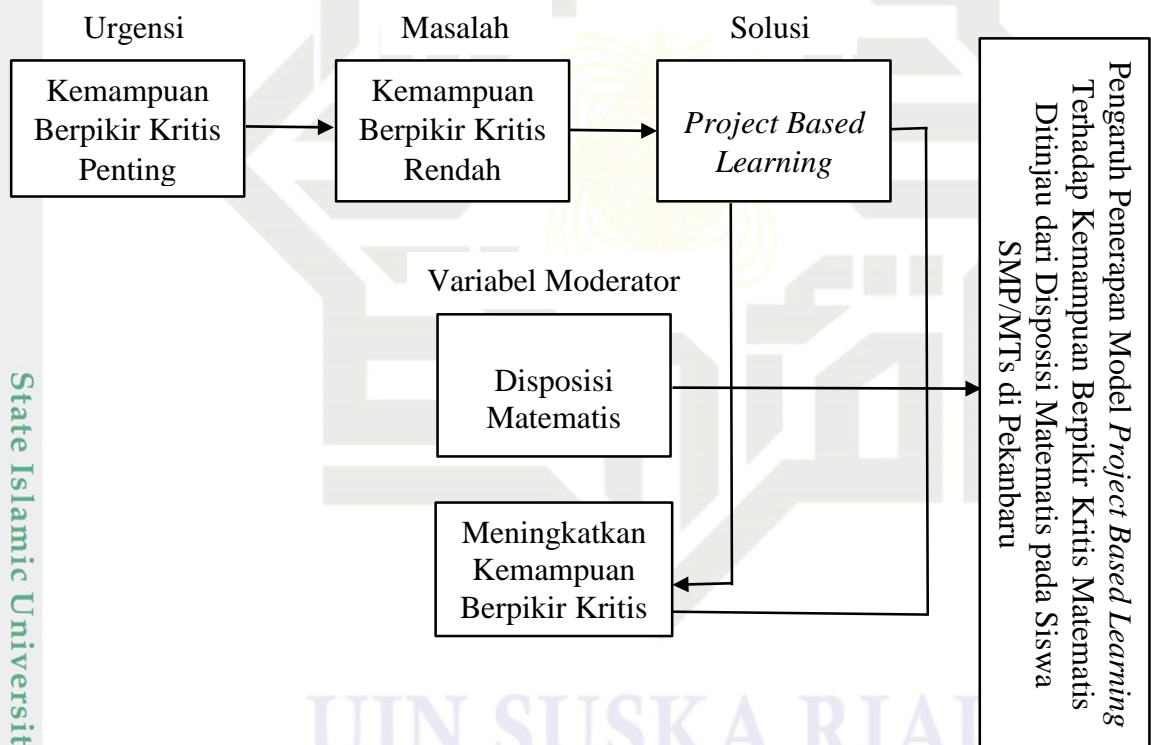 Urgensi
Masalah
Solusi
Kemampuan
Berpikir Kritis
Penting
Kemampuan
Berpikir Kritis
Rendah
Project Based
Learning
Variabel Moderator
Disposisi
Matematis
Meningkatkan
Kemampuan
Berpikir Kritis
Pengaruh Penerapan Model Project Based Learning
Terhadap Kemampuan Berpikir Kritis Matematis
Ditinjau dari Disposisi Matematis pada Siswa
SMP/MTs di Pekanbaru
State Islamic Universit
UIN SUSKA RIAU